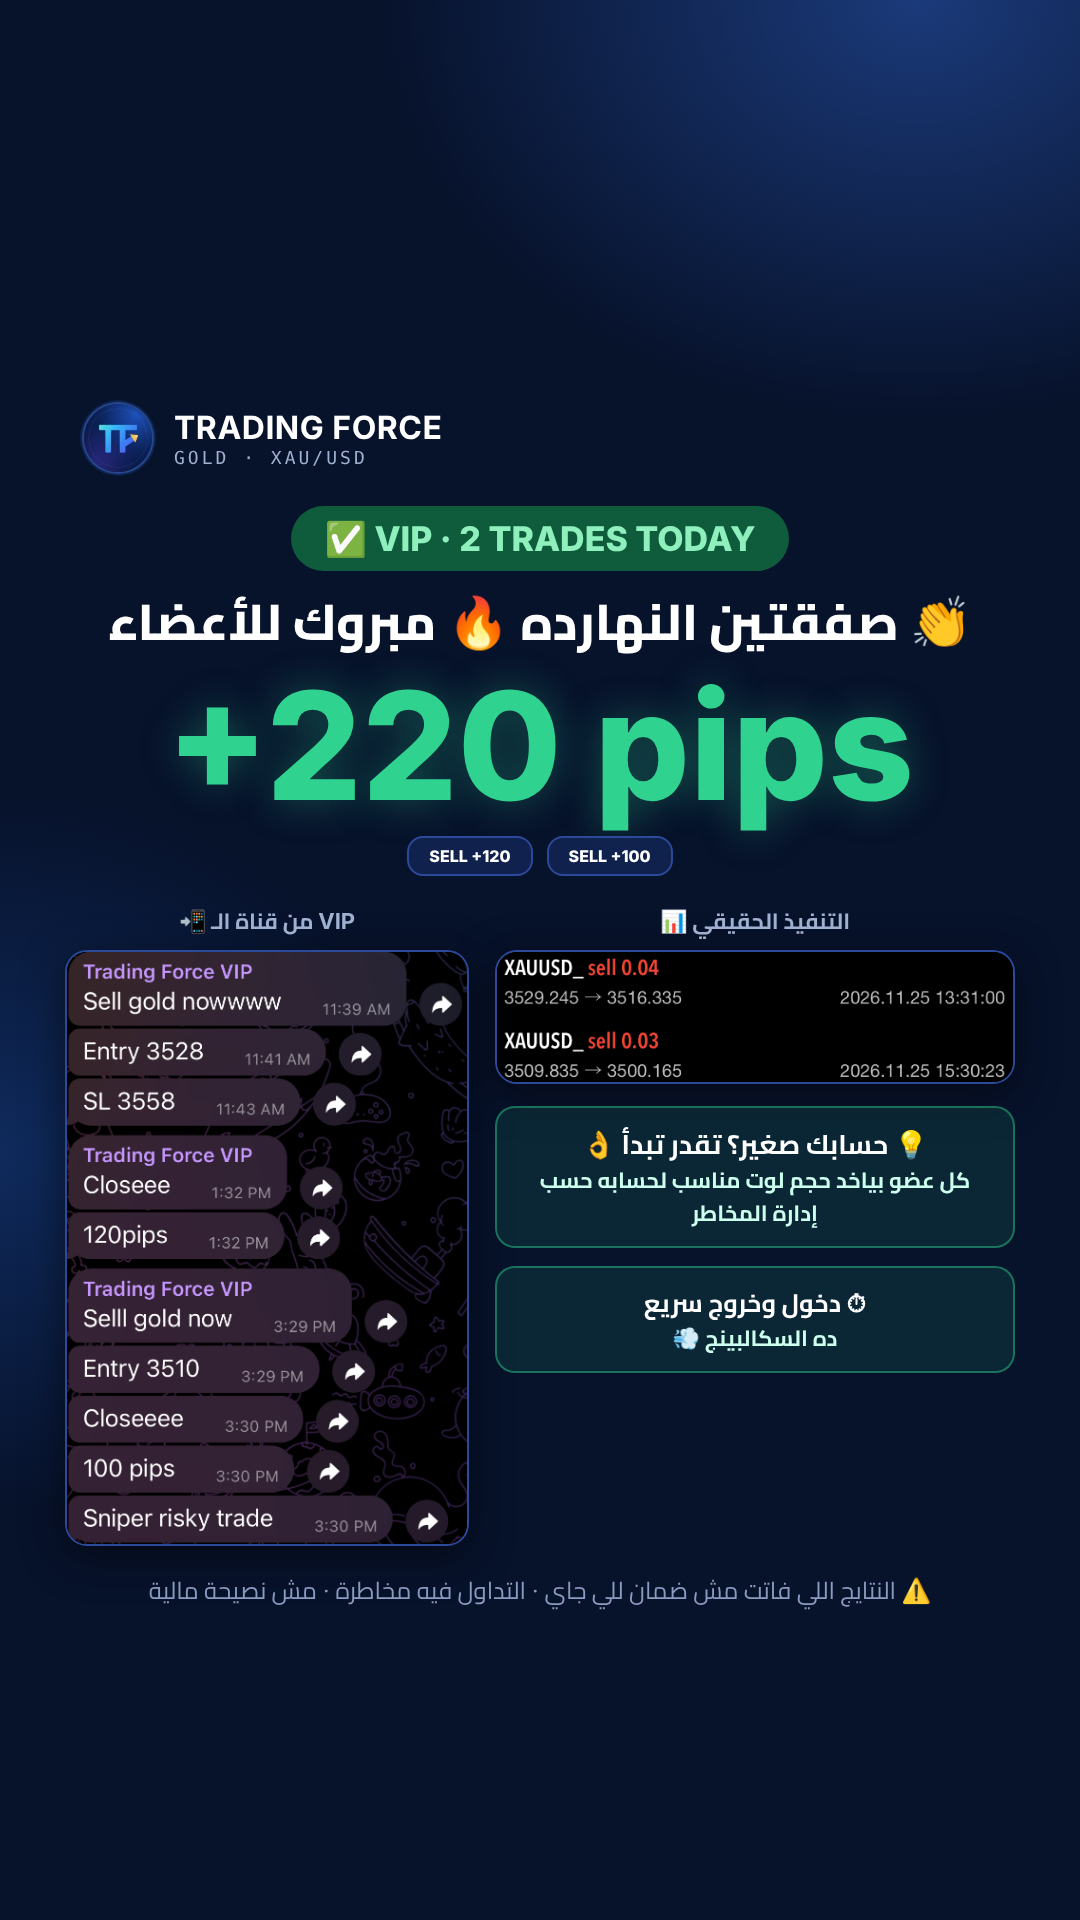 TRADING FORCE
GOLD · XAU/USD
✅ VIP · 2 TRADES TODAY
👏 صفقتين النهارده 🔥 مبروك للأعضاء
+220 pips
SELL +120
SELL +100
📲 من قناة الـ VIP
Trading Force VIP
Sell gold nowwww 11:39 AM
Entry 3528 11:41 AM
SL 3558 11:43 AM
Trading Force VIP
Closeee 1:32 PM
120pips 1:32 PM
Trading Force VIP
Selll gold now 3:29 PM
Entry 3510 3:29 PM
Closeeee 3:30 PM
100 pips 3:30 PM
Sniper risky trade 3:30 PM
التنفيذ الحقيقي 📊
XAUUSD_ sell 0.04
3529.245 → 3516.335 2026.11.25 13:31:00
XAUUSD_ sell 0.03
3509.835 → 3500.165 2026.11.25 15:30:23
💡 حسابك صغير؟ تقدر تبدأ 👌
كل عضو بياخد حجم لوت مناسب لحسابه حسب
إدارة المخاطر
⏱ دخول وخروج سريع
ده السكالبينج 💨
⚠️ النتايج اللي فاتت مش ضمان للي جاي · التداول فيه مخاطرة · مش نصيحة مالية